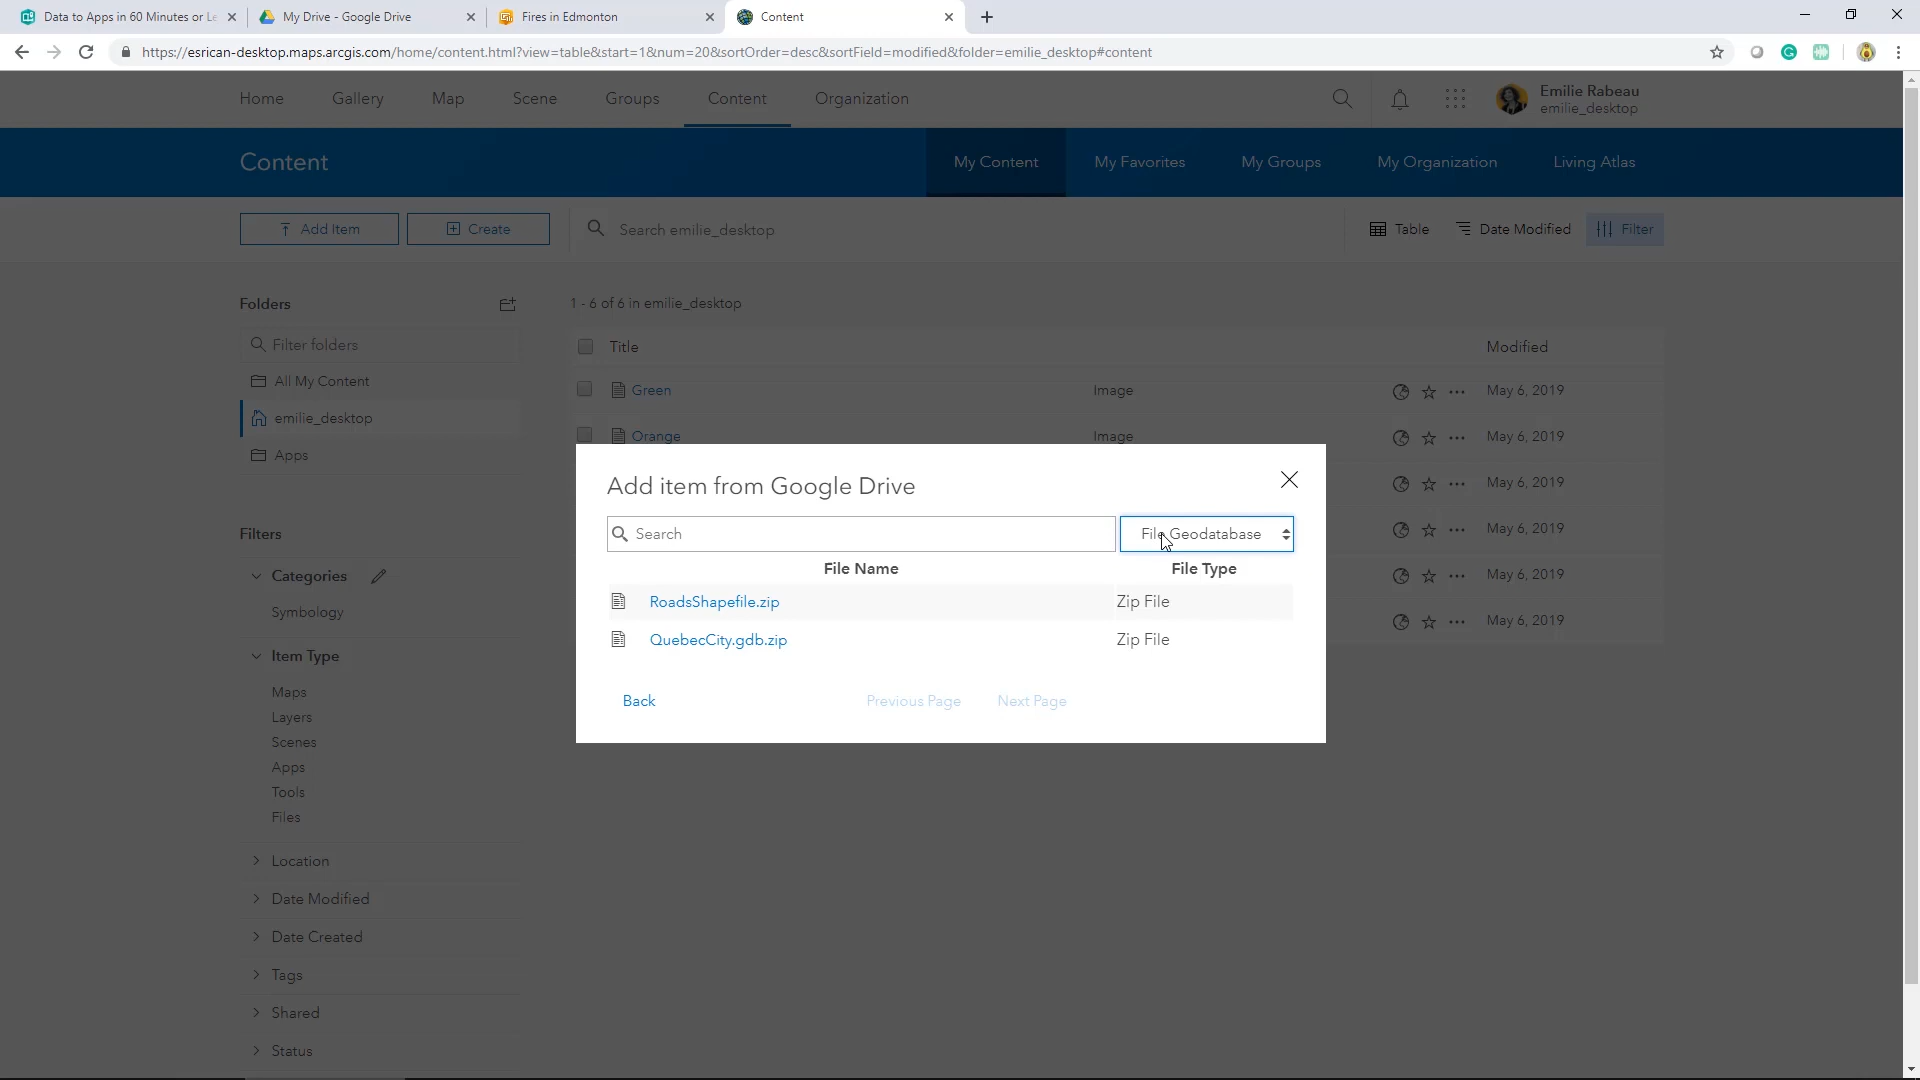 Data to Apps in 60 Minutes or Le
My Drive - Google Drive
Fires in Edmonton
Content
https://esrican-desktop.maps.arcgis.com/home/content.html?view=table&start=1&num=20&sortOrder=desc&sortField=modified&folder=emilie_desktop#content
Home Gallery Map Scene Groups Content Organization
Emilie Rabeau
emilie_desktop
Content
My Content My Favorites My Groups My Organization Living Atlas
Add Item Create Search emilie_desktop Table Date Modified Filter
Folders
Filter folders
All My Content
emilie_desktop
Apps
1 - 6 of 6 in emilie_desktop
Title Modified
Green Image May 6, 2019
Orange Image May 6, 2019
May 6, 2019
May 6, 2019
May 6, 2019
May 6, 2019
Add item from Google Drive
Search File Geodatabase
File Name File Type
RoadsShapefile.zip Zip File
QuebecCity.gdb.zip Zip File
Back Previous Page Next Page
Filters
Categories
Symbology
Item Type
Maps
Layers
Scenes
Apps
Tools
Files
Location
Date Modified
Date Created
Tags
Shared
Status